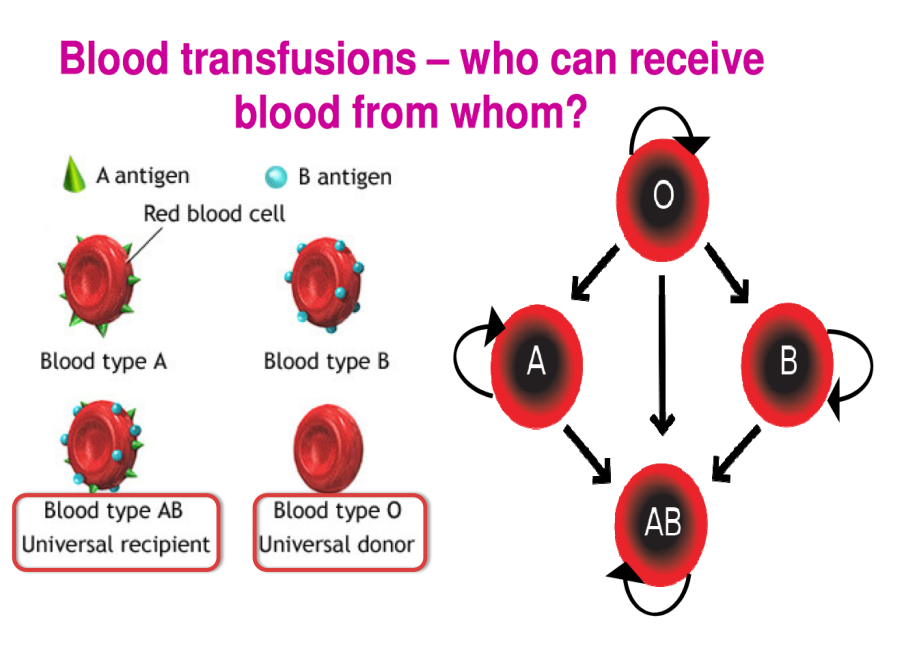 Blood transfusions – who can receive
blood from whom?
A antigen
B antigen
Red blood cell
Blood type A
Blood type B
Blood type AB
Universal recipient
Blood type O
Universal donor
O
A
B
AB